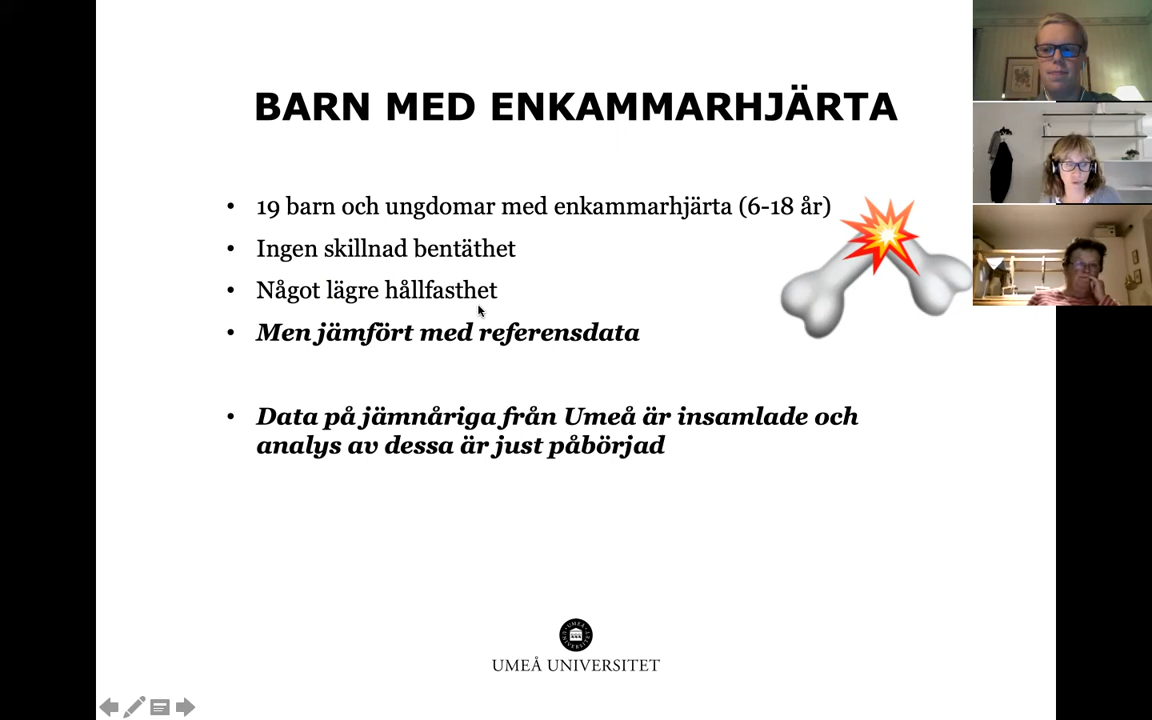 BARN MED ENKAMMARHJÄRTA
• 19 barn och ungdomar med enkammarhjärta (6-18 år)
• Ingen skillnad bentäthet
• Något lägre hållfasthet
• Men jämfört med referensdata
• Data på jämnåriga från Umeå är insamlade och
analys av dessa är just påbörjad
UMEÅ UNIVERSITET